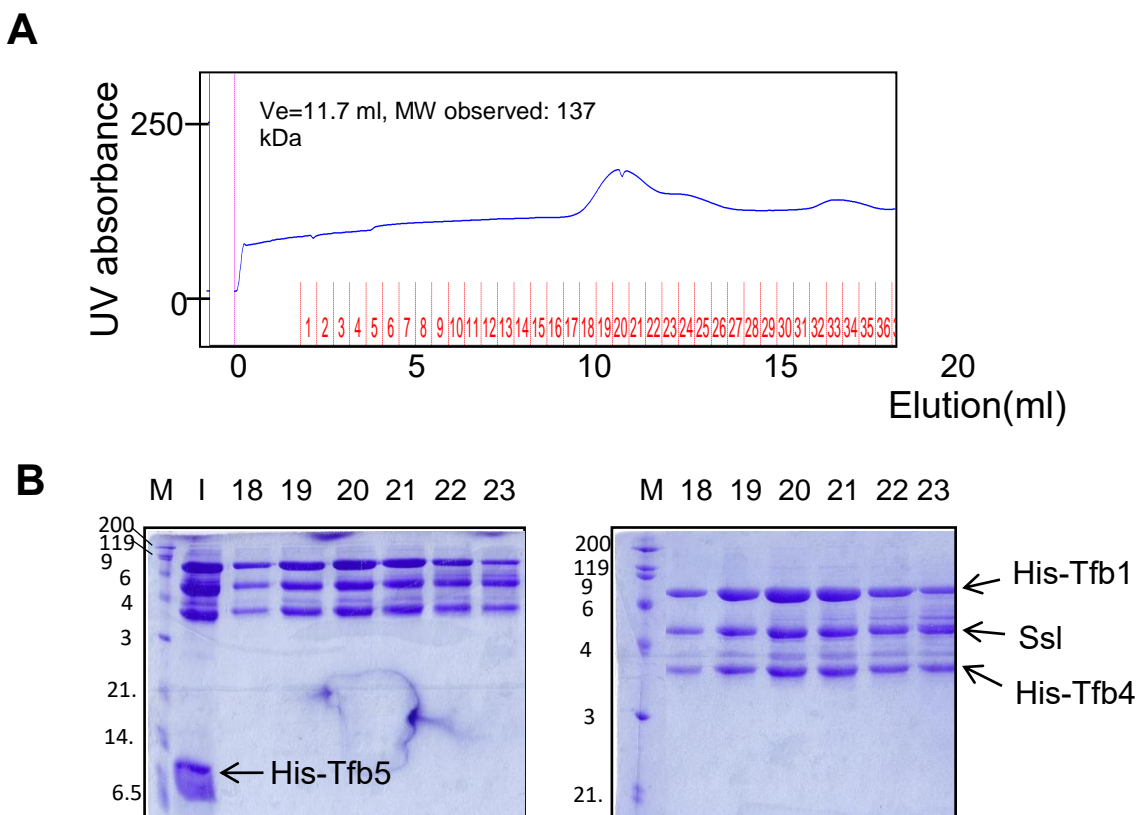 A
Ve=11.7 ml, MW observed: 137
kDa
UV absorbance
250
0
1 2 3 4 5 6 7 8 9 10 11 12 13 14 15 16 17 18 19 20 21 22 23 24 25 26 27 28 29 30 31 32 33 34 35 36
0 5 10 15 20
Elution(ml)
B
M I 18 19 20 21 22 23
200
119
9
6
4
3
21.
14.
6.5
His-Tfb5
M 18 19 20 21 22 23
200
119
9
6
4
3
21.
His-Tfb1
Ssl
His-Tfb4